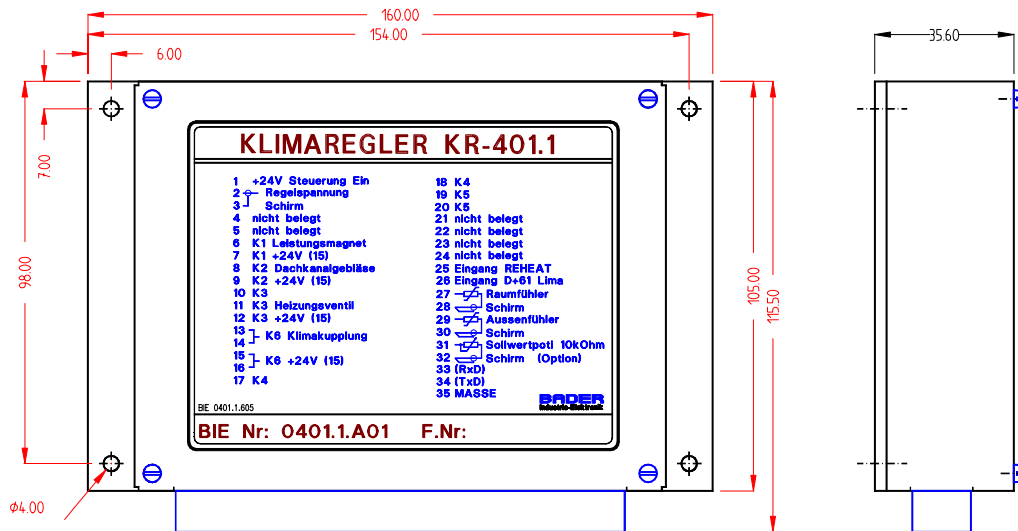 160.00
154.00
6.00
35.60
7.00
98.00
105.00
115.50
ϕ4.00
KLIMAREGLER KR-401.1
1 +24V Steuerung Ein
2 Regelspannung
3 Schirm
4 nicht belegt
5 nicht belegt
6 K1 Leistungsmagnet
7 K1 +24V (15)
8 K2 Dachkanalgebläse
9 K2 +24V (15)
10 K3
11 K3 Heizungsventil
12 K3 +24V (15)
13
14 K6 Klimakupplung
15
16 K6 +24V (15)
17 K4
18 K4
19 K5
20 K5
21 nicht belegt
22 nicht belegt
23 nicht belegt
24 nicht belegt
25 Eingang REHEAT
26 Eingang D+61 Lima
27 Raumfühler
28 Schirm
29 Aussenfühler
30 Schirm
31 Sollwertpoti 10kOhm
32 Schirm (Option)
33 (RxD)
34 (TxD)
35 MASSE
BIE 0401.1.605
BADER
Industrie-Elektronik
BIE Nr: 0401.1.A01 F.Nr: